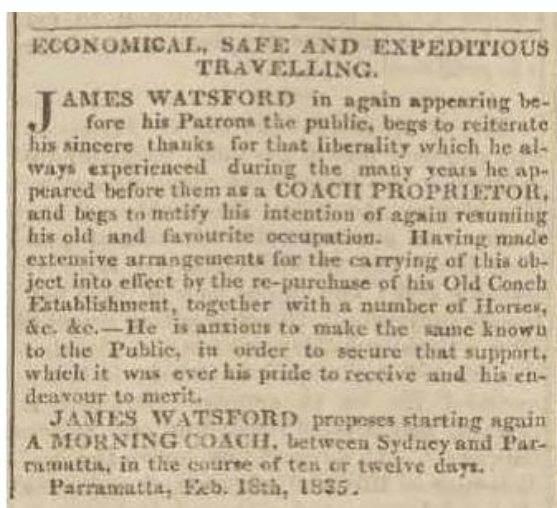 ECONOMICAL, SAFE AND EXPEDITIOUS
TRAVELLING.
JAMES WATSFORD in again appearing be-
fore his Patrons the public, begs to reiterate
his sincere thanks for that liberality which he al-
ways experienced during the many years he ap-
peared before them as a COACH PROPRIETOR,
and begs to notify his intention of again resuming
his old and favourite occupation. Having made
extensive arrangements for the carrying of this ob-
ject into effect by the re-purchase of his Old Coach
Establishment, together with a number of Horses,
&c. &c.—He is anxious to make the same known
to the Public, in order to secure that support,
which it was ever his pride to receive and his en-
deavour to merit.
JAMES WATSFORD proposes starting again
A MORNING COACH, between Sydney and Par-
ramatta, in the course of ten or twelve days.
Parramatta, Feb. 18th, 1835.